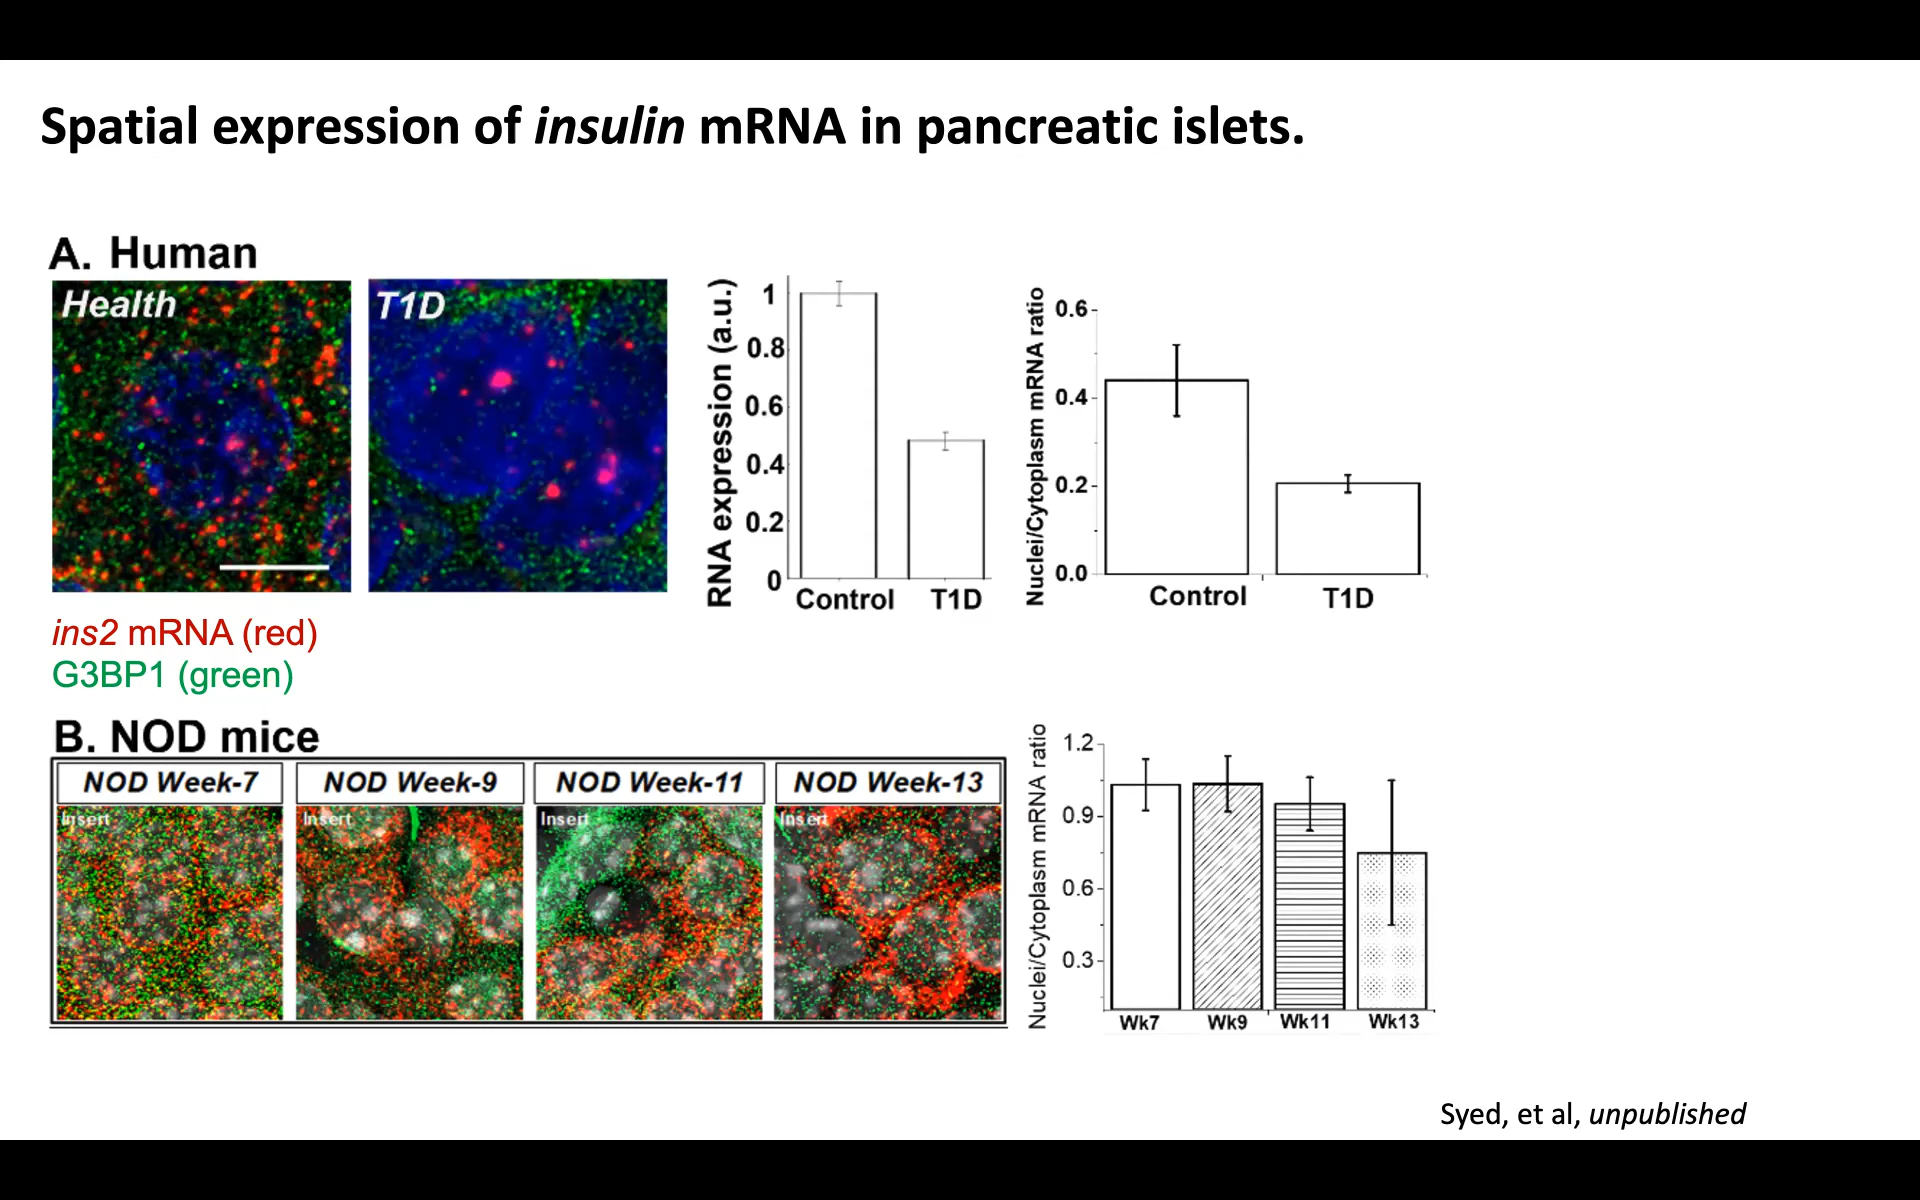 Spatial expression of insulin mRNA in pancreatic islets.
A. Human
Health
T1D
RNA expression (a.u.)
1
0.8
0.6
0.4
0.2
0
Control
T1D
Nuclei/Cytoplasm mRNA ratio
0.6
0.4
0.2
0.0
Control
T1D
ins2 mRNA (red)
G3BP1 (green)
B. NOD mice
NOD Week-7
NOD Week-9
NOD Week-11
NOD Week-13
Insert
Insert
Insert
Insert
Nuclei/Cytoplasm mRNA ratio
1.2
0.9
0.6
0.3
Wk7
Wk9
Wk11
Wk13
Syed, et al, unpublished